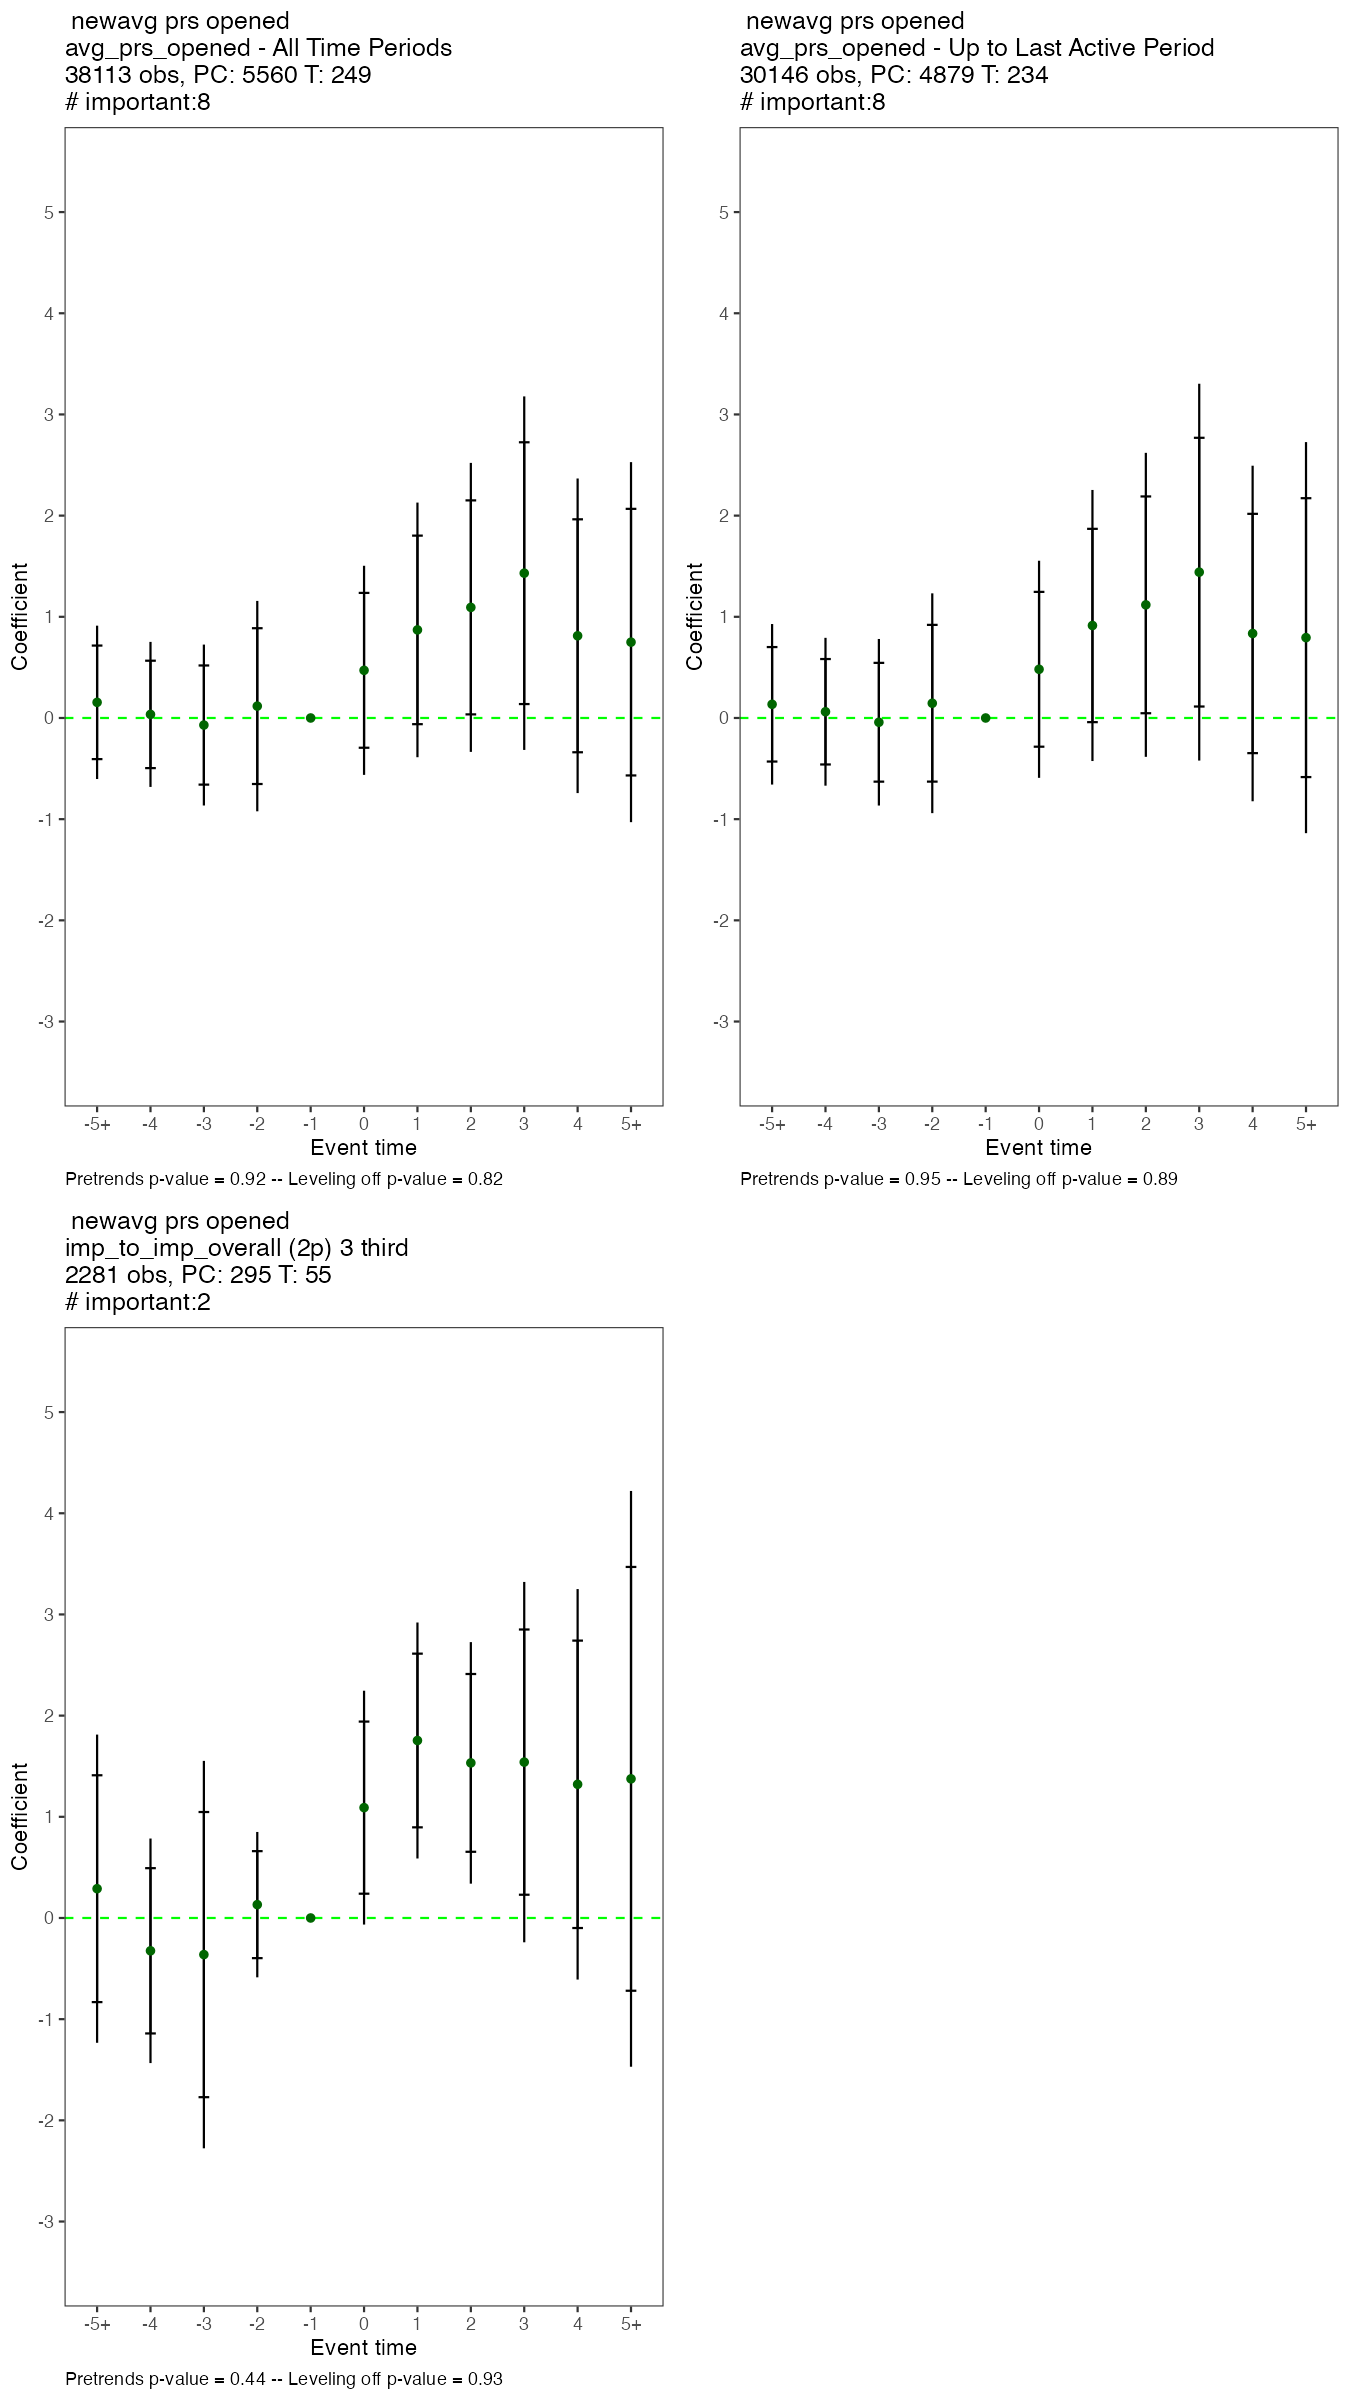 newavg prs opened
avg_prs_opened - All Time Periods
38113 obs, PC: 5560 T: 249
# important:8
5
4
3
2
1
0
-1
-2
-3
Coefficient
-5+ -4 -3 -2 -1 0 1 2 3 4 5+
Event time
Pretrends p-value = 0.92 -- Leveling off p-value = 0.82
newavg prs opened
avg_prs_opened - Up to Last Active Period
30146 obs, PC: 4879 T: 234
# important:8
5
4
3
2
1
0
-1
-2
-3
Coefficient
-5+ -4 -3 -2 -1 0 1 2 3 4 5+
Event time
Pretrends p-value = 0.95 -- Leveling off p-value = 0.89
newavg prs opened
imp_to_imp_overall (2p) 3 third
2281 obs, PC: 295 T: 55
# important:2
5
4
3
2
1
0
-1
-2
-3
Coefficient
-5+ -4 -3 -2 -1 0 1 2 3 4 5+
Event time
Pretrends p-value = 0.44 -- Leveling off p-value = 0.93